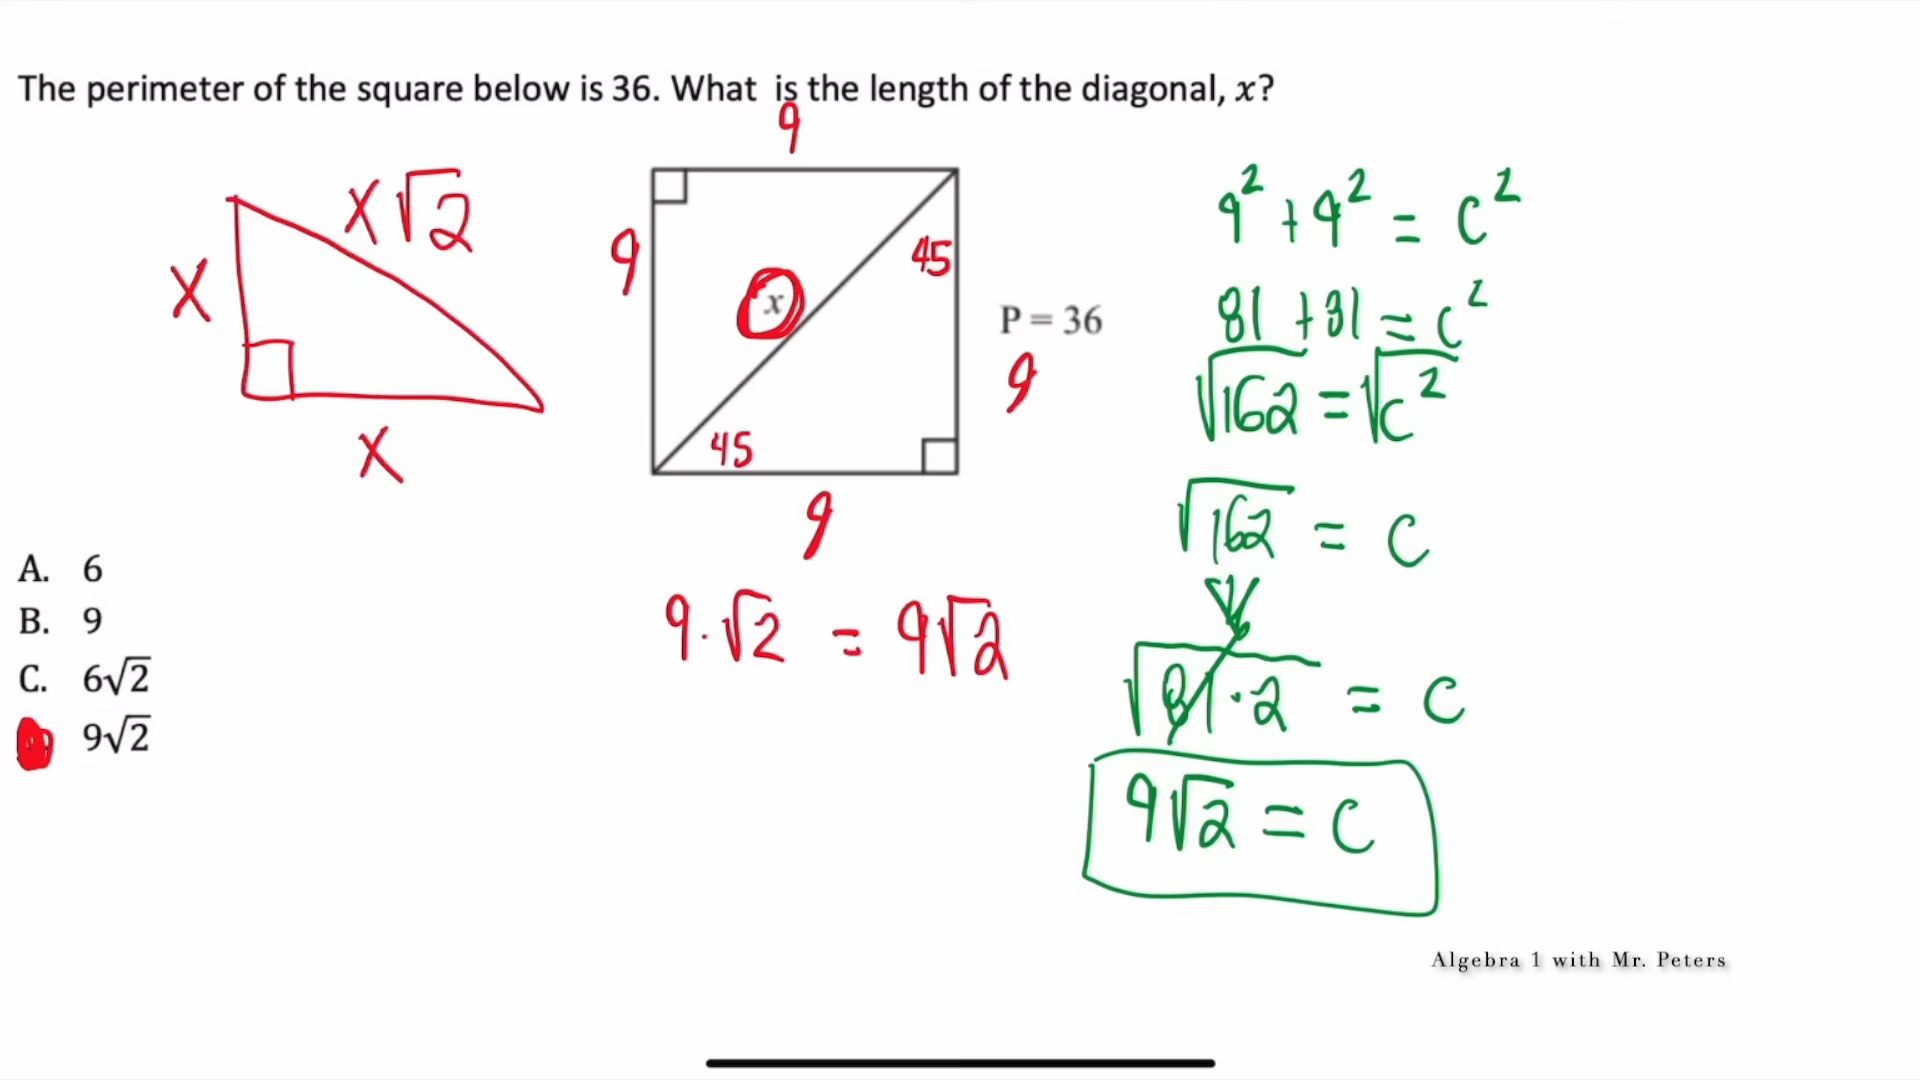 The perimeter of the square below is 36. What is the length of the diagonal, x?
9
x√2
x
x
9
x
45
45
P = 36
9
9
9·√2 = 9√2
A. 6
B. 9
C. 6√2
9√2
9² + 9² = c²
81 + 81 = c²
√162 = √c²
√162 = c
√81·2 = c
9√2 = c
Algebra 1 with Mr. Peters